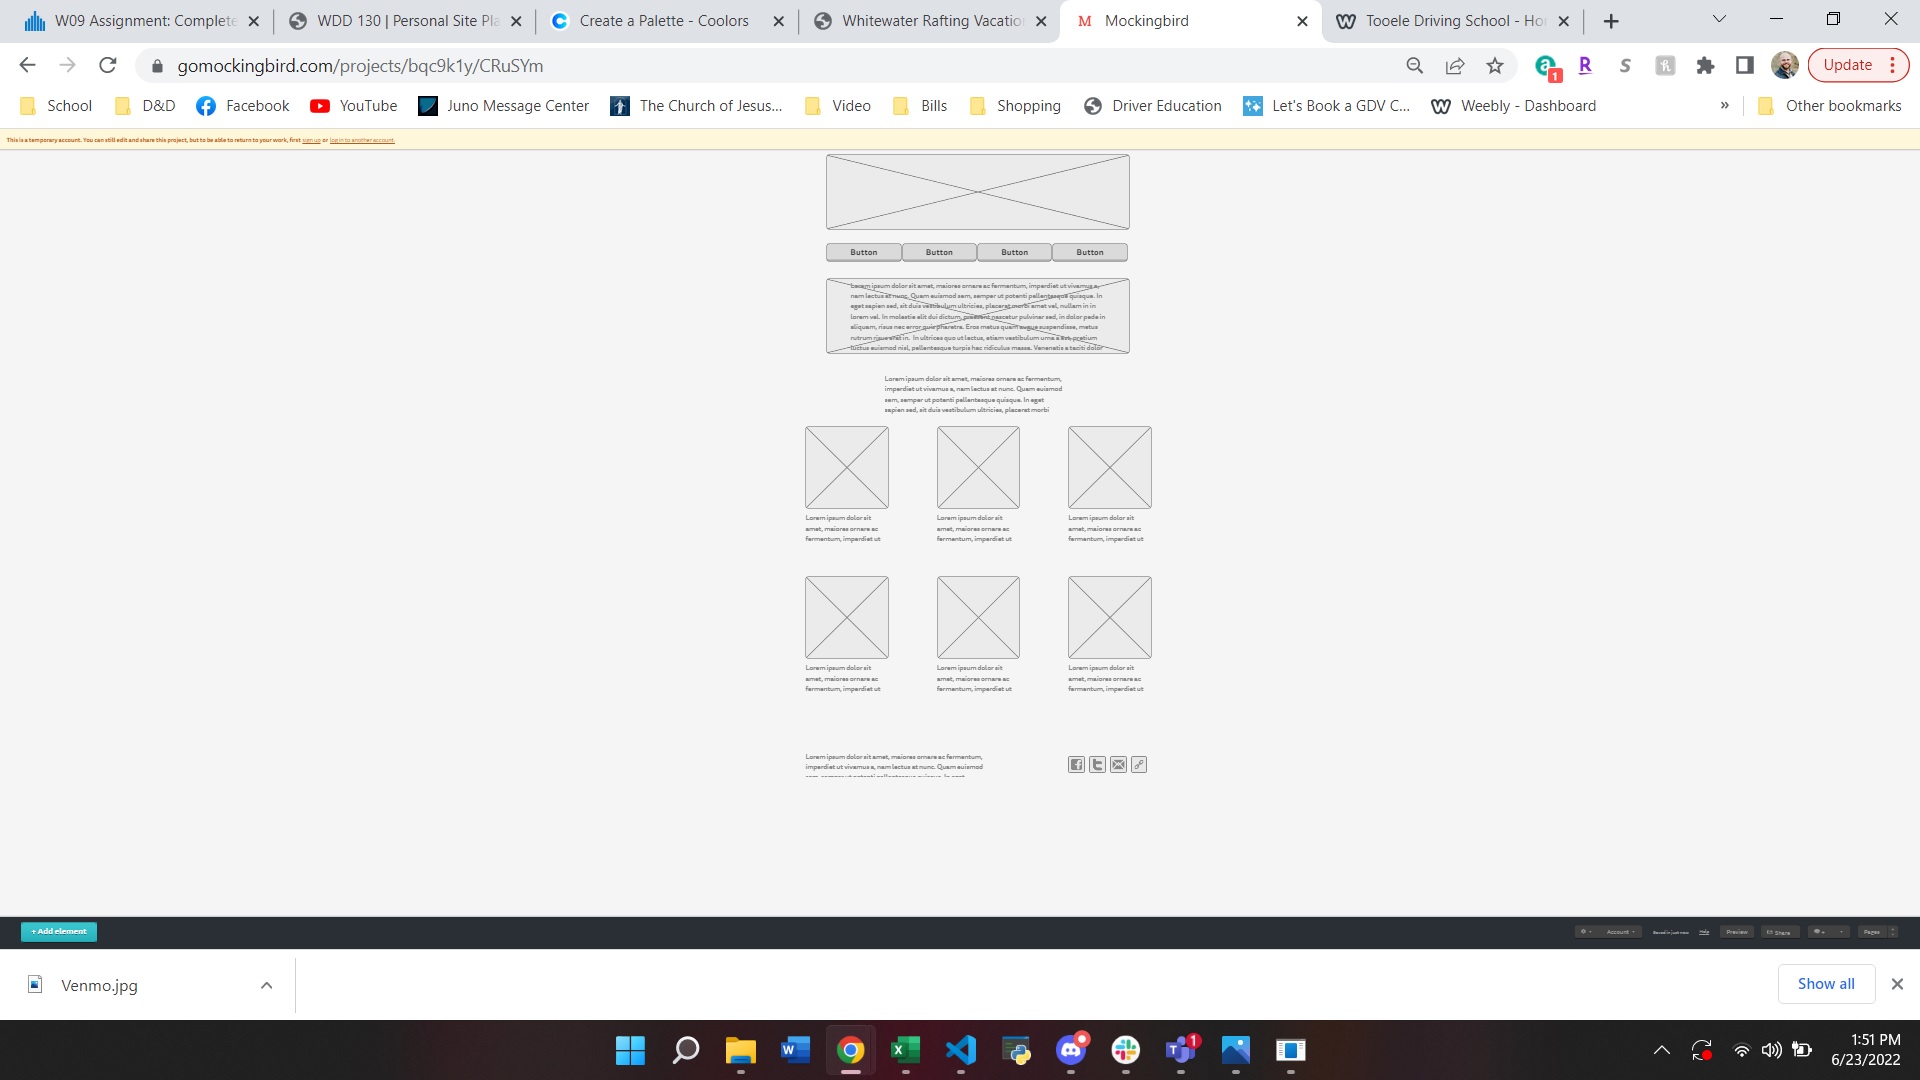 W09 Assignment: Complete
WDD 130 | Personal Site Pla
Create a Palette - Coolors
Whitewater Rafting Vacation
Mockingbird
Tooele Driving School - Ho
gomockingbird.com/projects/bqc9k1y/CRuSYm
Update
School
D&D
Facebook
YouTube
Juno Message Center
The Church of Jesus...
Video
Bills
Shopping
Driver Education
Let's Book a GDV C...
Weebly - Dashboard
»
Other bookmarks
This is a temporary account. You can still edit and share this project, but to be able to return to your work, first sign up or log in to another account.
Button Button Button Button
Lorem ipsum dolor sit amet, maiores ornare ac fermentum, imperdiet ut vivamus a,
nam lectus at nunc. Quam euismod sem, semper ut potenti pellentesque quisque. In
eget sapien sed, sit duis vestibulum ultricies, placerat morbi amet vel, nullam in in
lorem vel. In molestie elit dui dictum, praesent nascetur pulvinar sed, in dolor pede in
aliquam, risus nec error quis pharetra. Eros metus quam augue suspendisse, metus
rutrum risus erat in. In ultrices quo ut lectus, etiam vestibulum urna a est, pretium
luctus euismod nisl, pellentesque turpis hac ridiculus massa. Venenatis a taciti dolor
Lorem ipsum dolor sit amet, maiores ornare ac fermentum,
imperdiet ut vivamus a, nam lectus at nunc. Quam euismod
sem, semper ut potenti pellentesque quisque. In eget
sapien sed, sit duis vestibulum ultricies, placerat morbi
Lorem ipsum dolor sit
amet, maiores ornare ac
fermentum, imperdiet ut
Lorem ipsum dolor sit
amet, maiores ornare ac
fermentum, imperdiet ut
Lorem ipsum dolor sit
amet, maiores ornare ac
fermentum, imperdiet ut
Lorem ipsum dolor sit
amet, maiores ornare ac
fermentum, imperdiet ut
Lorem ipsum dolor sit
amet, maiores ornare ac
fermentum, imperdiet ut
Lorem ipsum dolor sit
amet, maiores ornare ac
fermentum, imperdiet ut
Lorem ipsum dolor sit amet, maiores ornare ac fermentum,
imperdiet ut vivamus a, nam lectus at nunc. Quam euismod
sem, semper ut potenti pellentesque quisque. In eget
+ Add element
Account
Saved in just now
Help
Preview
Share
Pages
Venmo.jpg
Show all
1:51 PM
6/23/2022